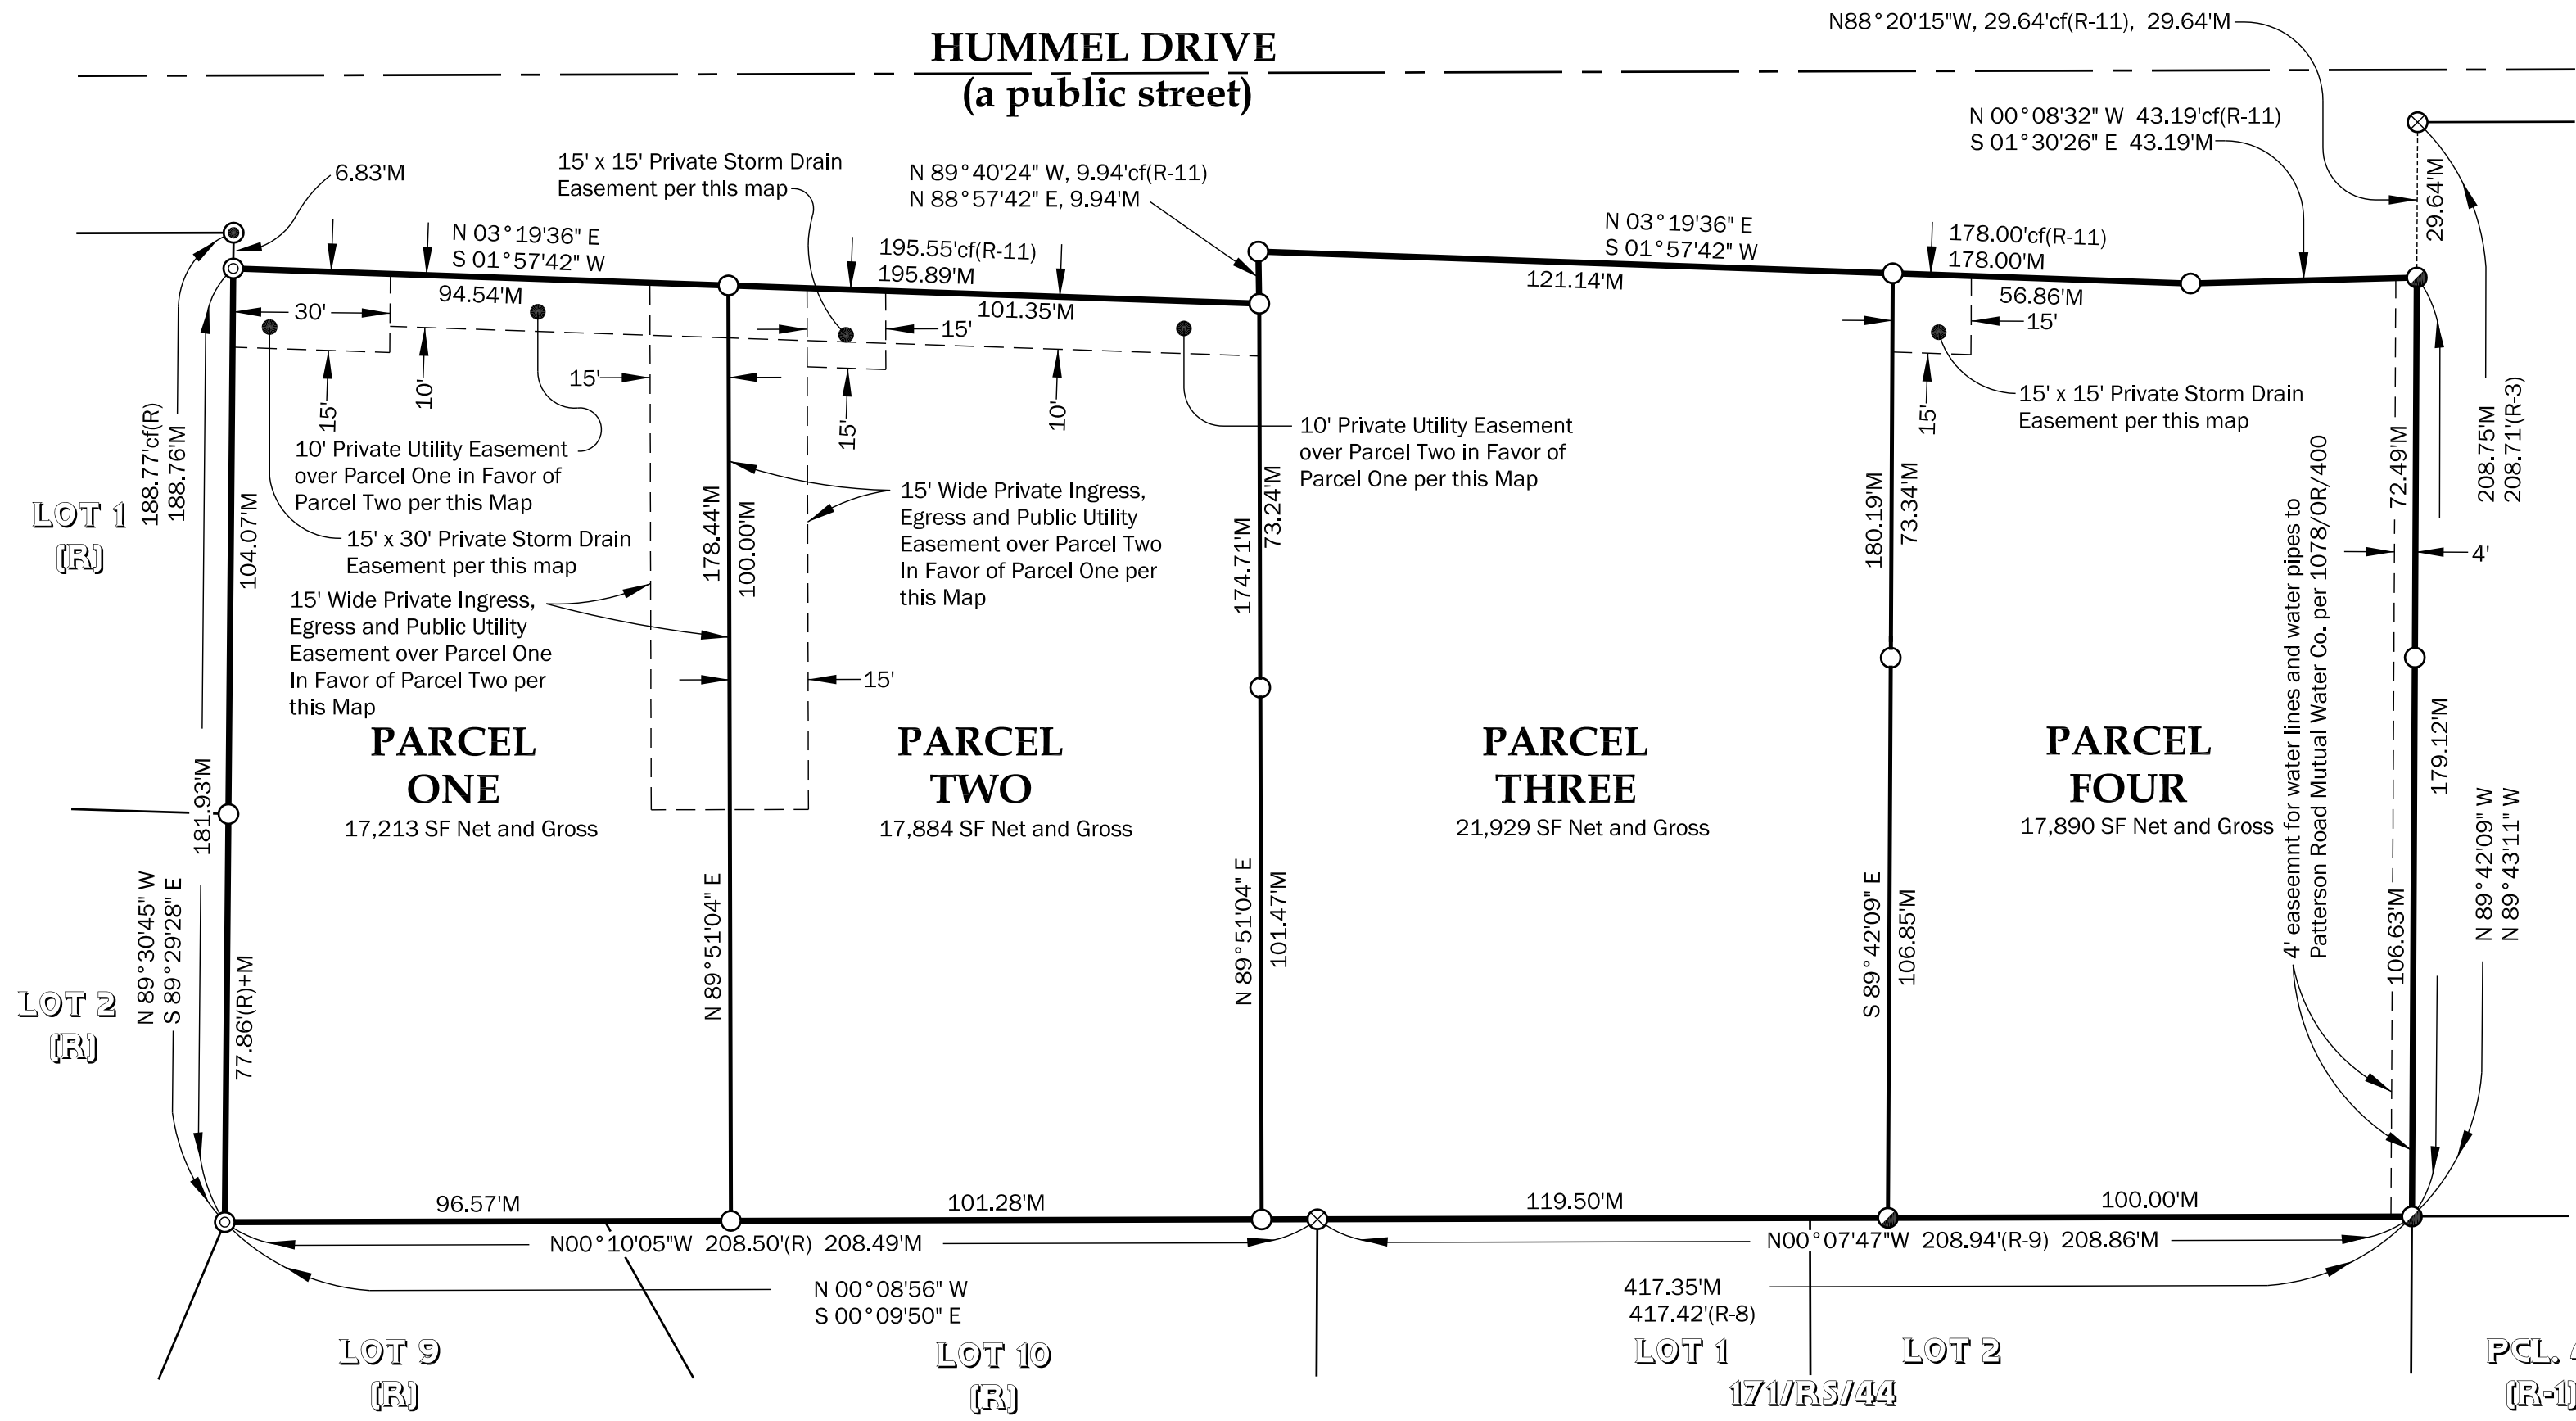 HUMMEL DRIVE
(a public street)
N88°20'15"W, 29.64'cf(R-11), 29.64'M
N 00°08'32" W 43.19'cf(R-11)
S 01°30'26" E 43.19'M
29.64'M
6.83'M
15' x 15' Private Storm Drain
Easement per this map
N 89°40'24" W, 9.94'cf(R-11)
N 88°57'42" E, 9.94'M
N 03°19'36" E
S 01°57'42" W
195.55'cf(R-11)
195.89'M
94.54'M
101.35'M
N 03°19'36" E
S 01°57'42" W
121.14'M
178.00'cf(R-11)
178.00'M
56.86'M
30'
15'
10'
15'
15'
15'
10'
15'
15'
15'
4'
10' Private Utility Easement
over Parcel One in Favor of
Parcel Two per this Map
15' x 30' Private Storm Drain
Easement per this map
15' Wide Private Ingress,
Egress and Public Utility
Easement over Parcel One
In Favor of Parcel Two per
this Map
15' Wide Private Ingress,
Egress and Public Utility
Easement over Parcel Two
In Favor of Parcel One per
this Map
10' Private Utility Easement
over Parcel Two in Favor of
Parcel One per this Map
15' x 15' Private Storm Drain
Easement per this map
4' easeemnt for water lines and water pipes to
Patterson Road Mutual Water Co. per 1078/OR/400
LOT 1
(R)
188.77'cf(R)
188.76'M
104.07'M
181.93'M
LOT 2
(R)
N 89°30'45" W
S 89°29'28" E
77.86'(R)+M
178.44'M
100.00'M
N 89°51'04" E
174.71'M
73.24'M
N 89°51'04" E
101.47'M
180.19'M
73.34'M
S 89°42'09" E
106.85'M
72.49'M
106.63'M
179.12'M
208.75'M
208.71'(R-3)
N 89°42'09" W
N 89°43'11" W
PARCEL
ONE
17,213 SF Net and Gross
PARCEL
TWO
17,884 SF Net and Gross
PARCEL
THREE
21,929 SF Net and Gross
PARCEL
FOUR
17,890 SF Net and Gross
96.57'M
101.28'M
119.50'M
100.00'M
N00°10'05"W 208.50'(R) 208.49'M
N00°07'47"W 208.94'(R-9) 208.86'M
N 00°08'56" W
S 00°09'50" E
417.35'M
417.42'(R-8)
LOT 9
(R)
LOT 10
(R)
LOT 1
LOT 2
171/RS/44
PCL.
(R-1)